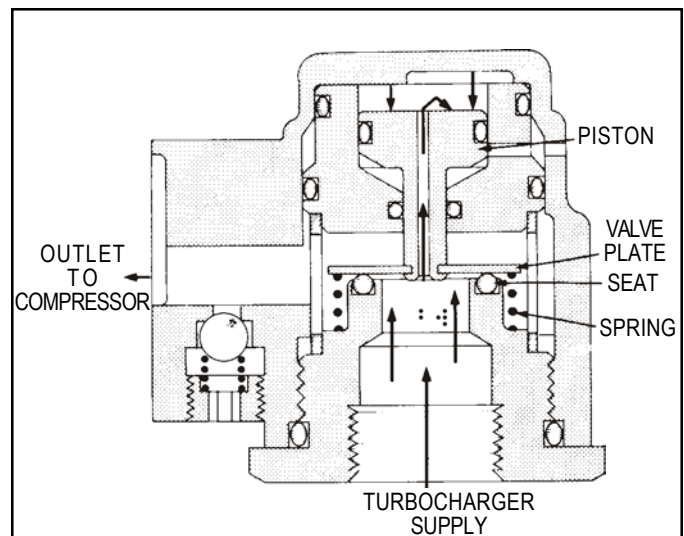 PISTON
VALVE
PLATE
OUTLET
TO
COMPRESSOR
SEAT
SPRING
TURBOCHARGER
SUPPLY